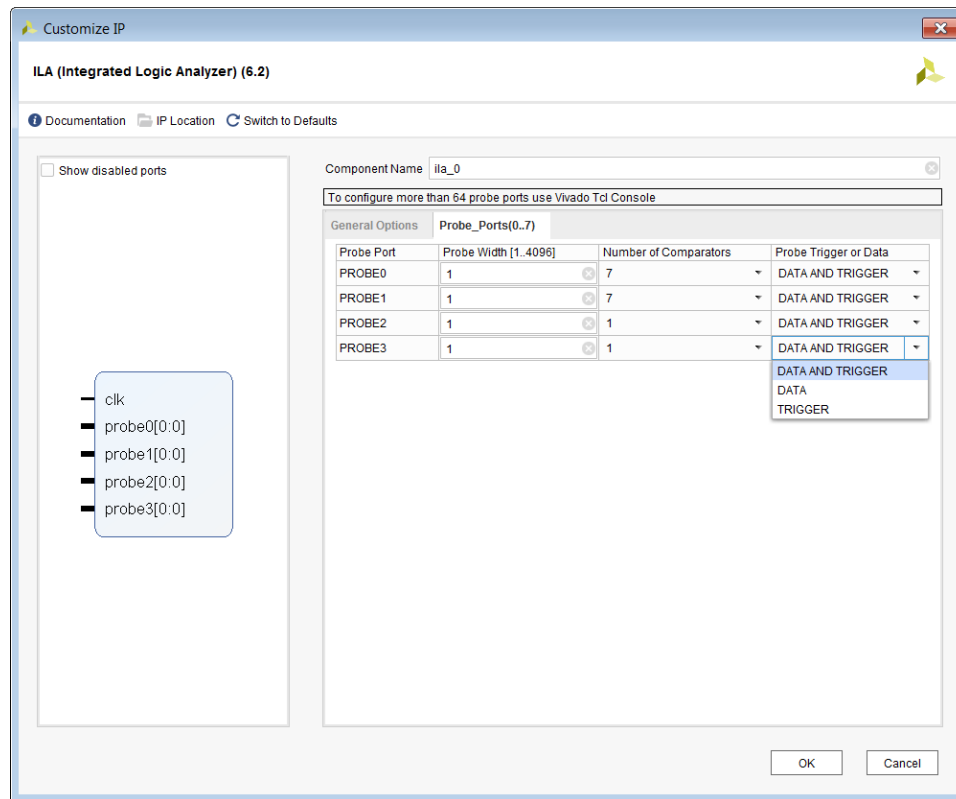 Customize IP
ILA (Integrated Logic Analyzer) (6.2)
Documentation IP Location Switch to Defaults
Show disabled ports
clk
probe0[0:0]
probe1[0:0]
probe2[0:0]
probe3[0:0]
Component Name ila_0
To configure more than 64 probe ports use Vivado Tcl Console
General Options Probe_Ports(0..7)
Probe Port Probe Width [1..4096] Number of Comparators Probe Trigger or Data
PROBE0 1 7 DATA AND TRIGGER
PROBE1 1 7 DATA AND TRIGGER
PROBE2 1 1 DATA AND TRIGGER
PROBE3 1 1 DATA AND TRIGGER
DATA AND TRIGGER
DATA
TRIGGER
OK Cancel